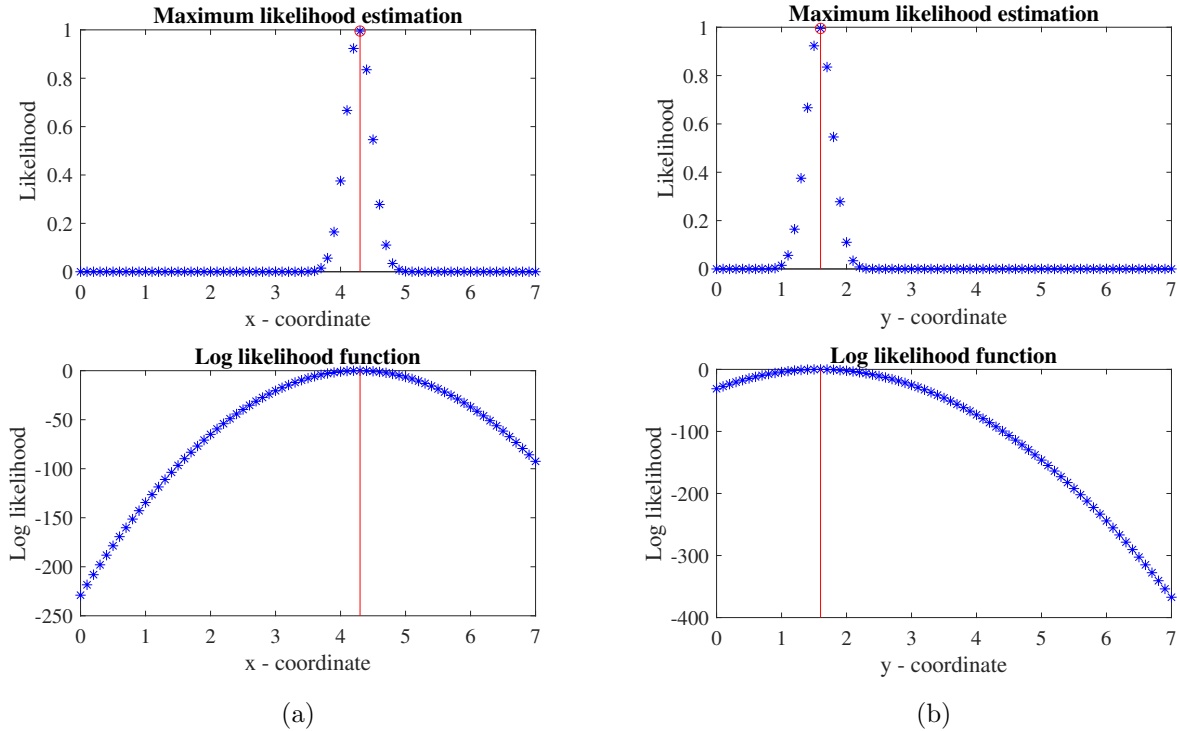 Maximum likelihood estimation
1
0.8
0.6
0.4
0.2
0
Likelihood
0 1 2 3 4 5 6 7
x - coordinate
Log likelihood function
0
-50
-100
-150
-200
-250
Log likelihood
0 1 2 3 4 5 6 7
x - coordinate
(a)
Maximum likelihood estimation
1
0.8
0.6
0.4
0.2
0
Likelihood
0 1 2 3 4 5 6 7
y - coordinate
Log likelihood function
0
-100
-200
-300
-400
Log likelihood
0 1 2 3 4 5 6 7
y - coordinate
(b)